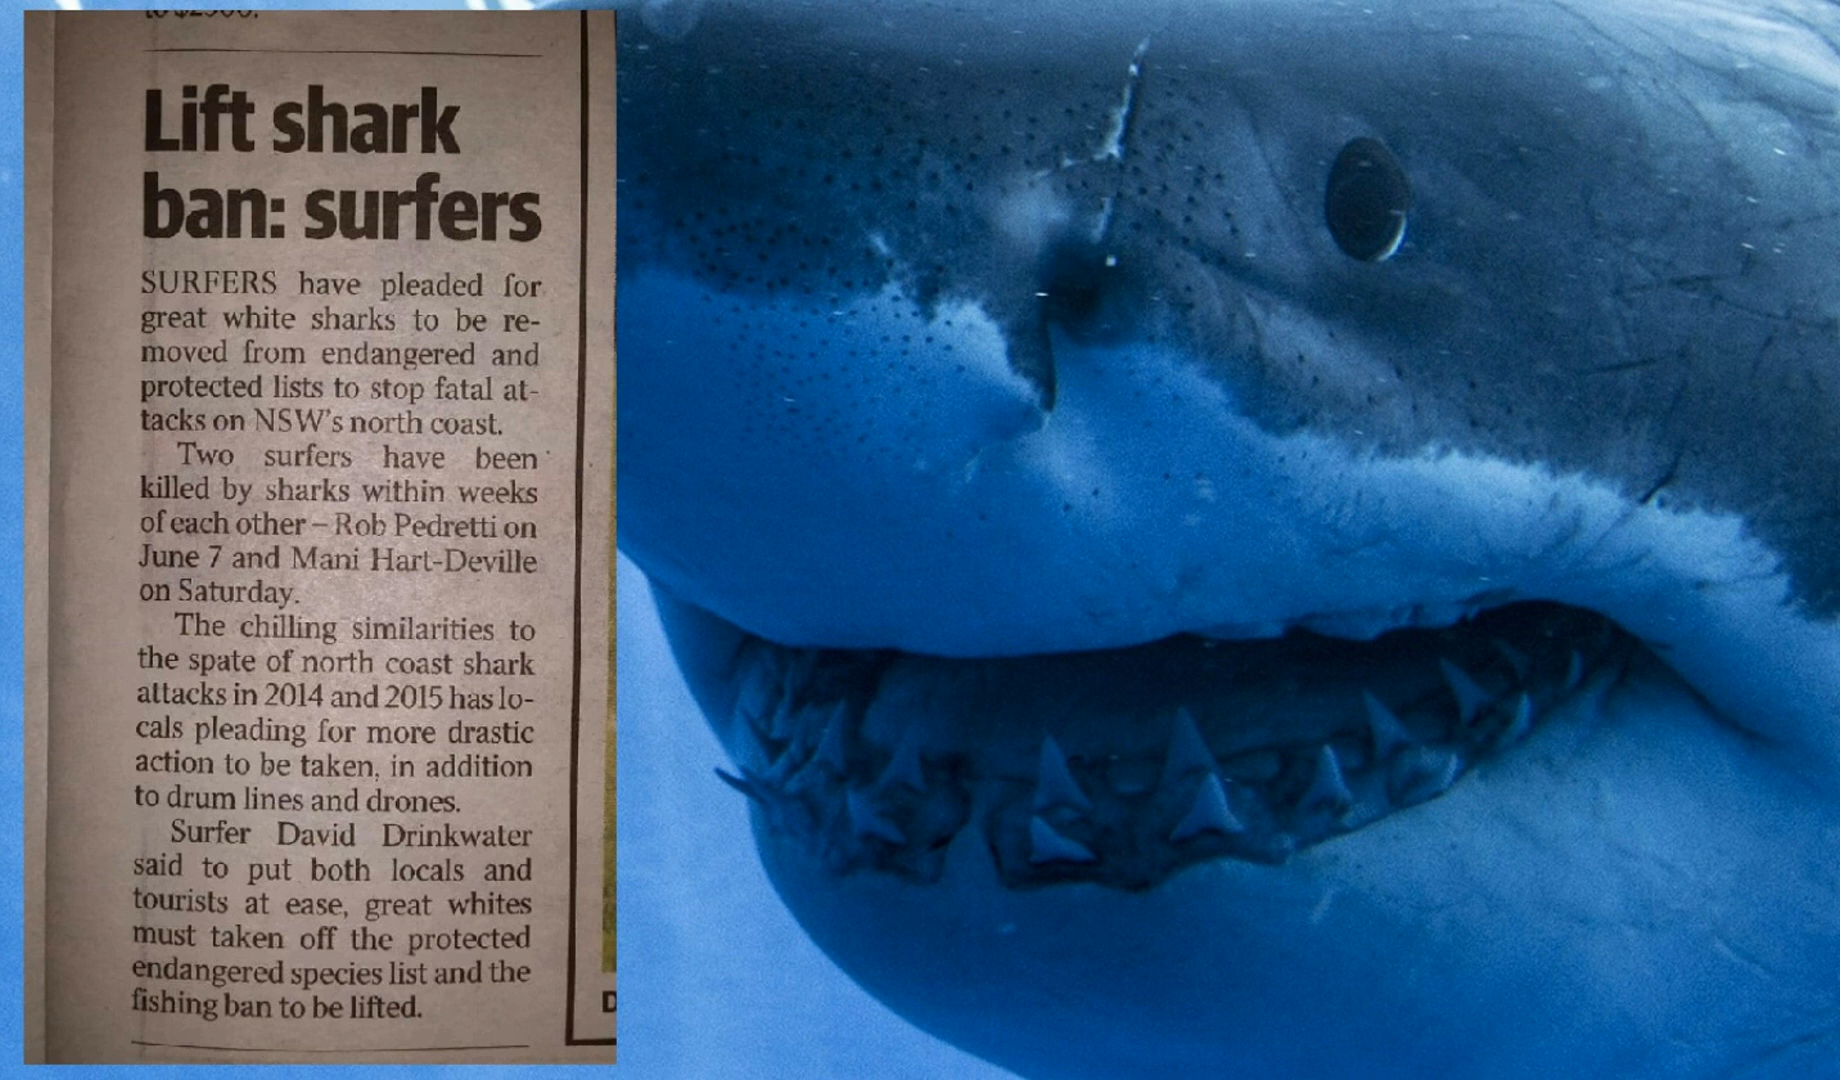 Lift shark
ban: surfers
SURFERS have pleaded for
great white sharks to be re-
moved from endangered and
protected lists to stop fatal at-
tacks on NSW's north coast.
Two surfers have been
killed by sharks within weeks
of each other – Rob Pedretti on
June 7 and Mani Hart-Deville
on Saturday.
The chilling similarities to
the spate of north coast shark
attacks in 2014 and 2015 has lo-
cals pleading for more drastic
action to be taken, in addition
to drum lines and drones.
Surfer David Drinkwater
said to put both locals and
tourists at ease, great whites
must taken off the protected
endangered species list and the
fishing ban to be lifted.
D